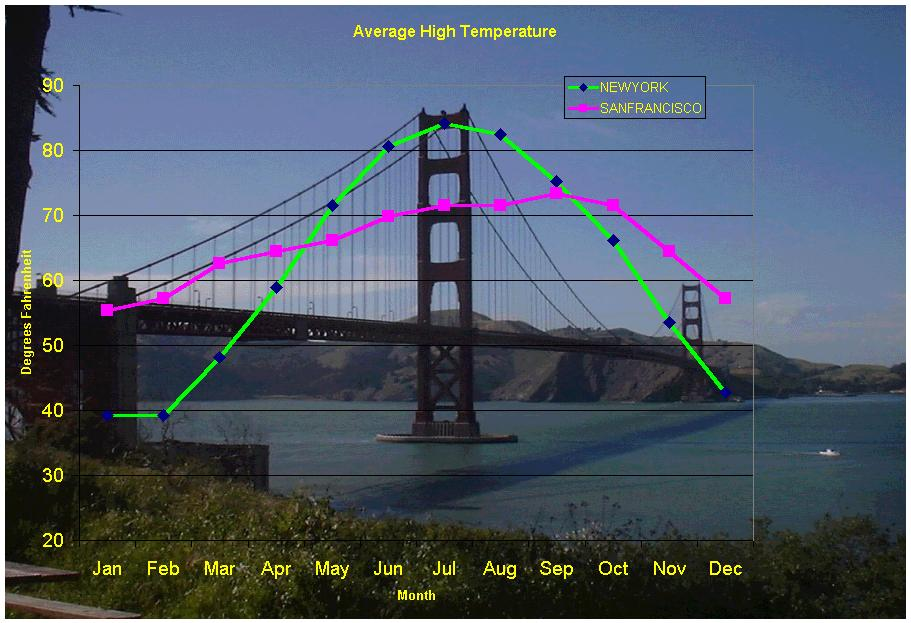 Average High Temperature
NEWYORK
SANFRANCISCO
90
80
70
60
50
40
30
20
Degrees Fahrenheit
Jan Feb Mar Apr May Jun Jul Aug Sep Oct Nov Dec
Month